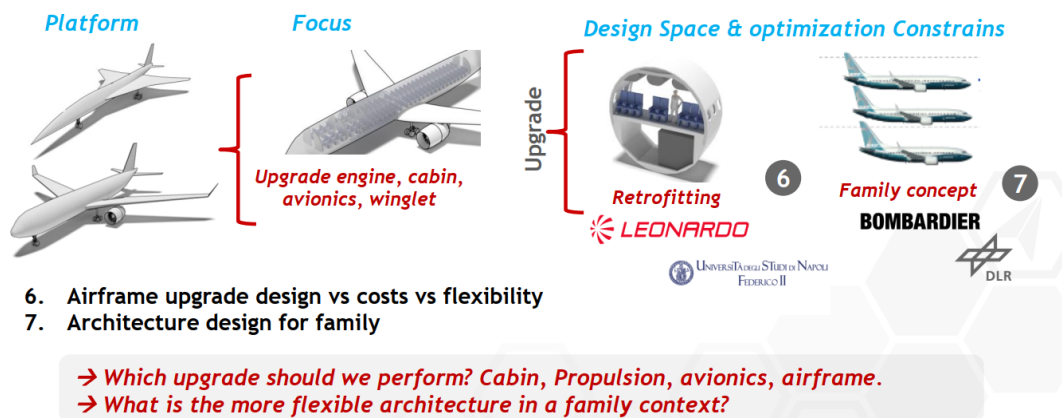 Platform
Focus
Design Space & optimization Constrains
Upgrade engine, cabin,
avionics, winglet
Upgrade
Retrofitting
6
Family concept
7
LEONARDO
BOMBARDIER
UNIVERSITÀ DEGLI STUDI DI NAPOLI
FEDERICO II
DLR
6. Airframe upgrade design vs costs vs flexibility
7. Architecture design for family
→ Which upgrade should we perform? Cabin, Propulsion, avionics, airframe.
→ What is the more flexible architecture in a family context?